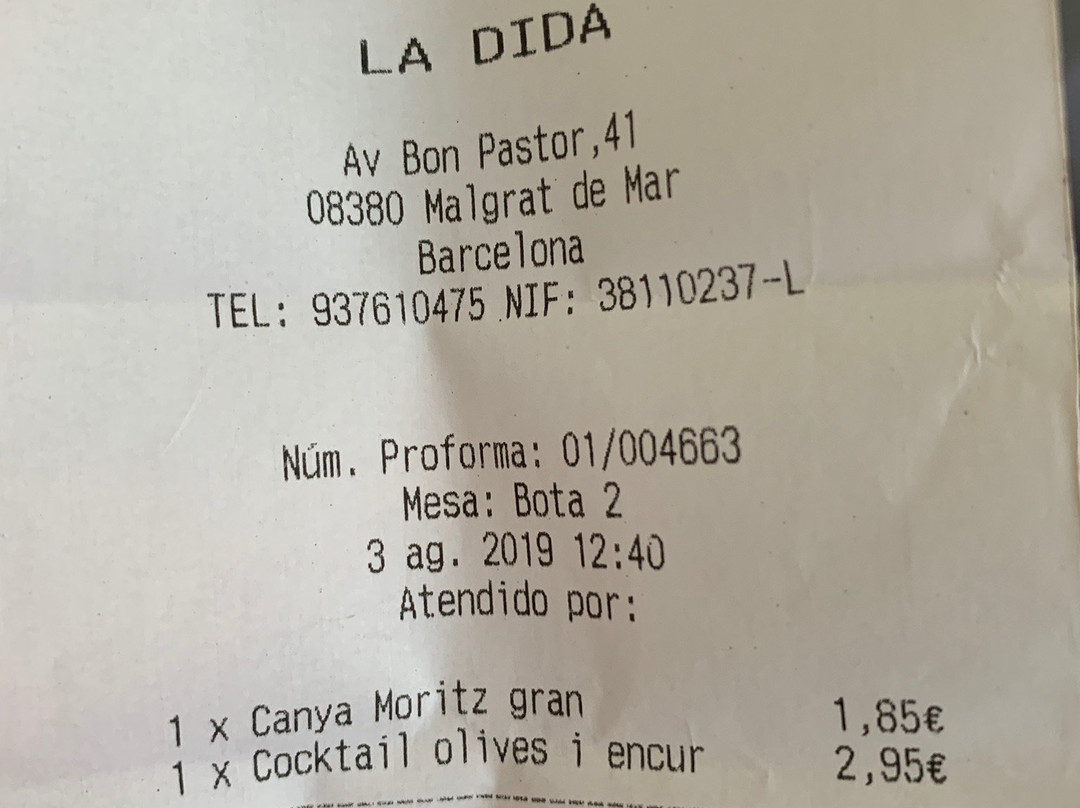 LA DIDA
Av Bon Pastor,41
08380 Malgrat de Mar
Barcelona
TEL: 937610475 NIF: 38110237-L
Núm. Proforma: 01/004663
Mesa: Bota 2
3 ag. 2019 12:40
Atendido por:
1 x Canya Moritz gran 1,85€
1 x Cocktail olives i encur 2,95€